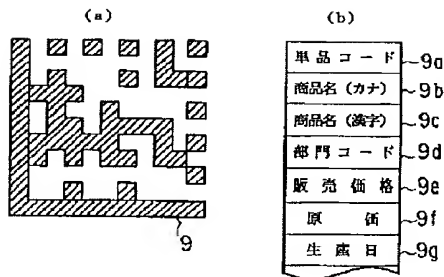 (a)
9
(b)
単品コード 9a
商品名(カナ) 9b
商品名(漢字) 9c
部門コード 9d
販売価格 9e
原価 9f
生産日 9g